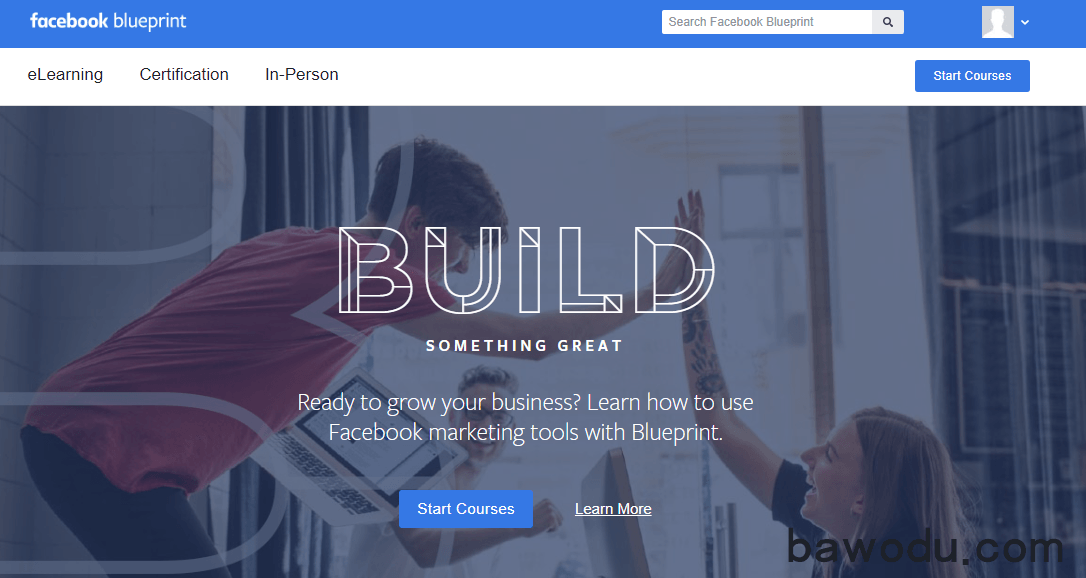 facebook blueprint
Search Facebook Blueprint
eLearning
Certification
In-Person
Start Courses
BUILD
SOMETHING GREAT
Ready to grow your business? Learn how to use
Facebook marketing tools with Blueprint.
Start Courses
Learn More
bawodu.com